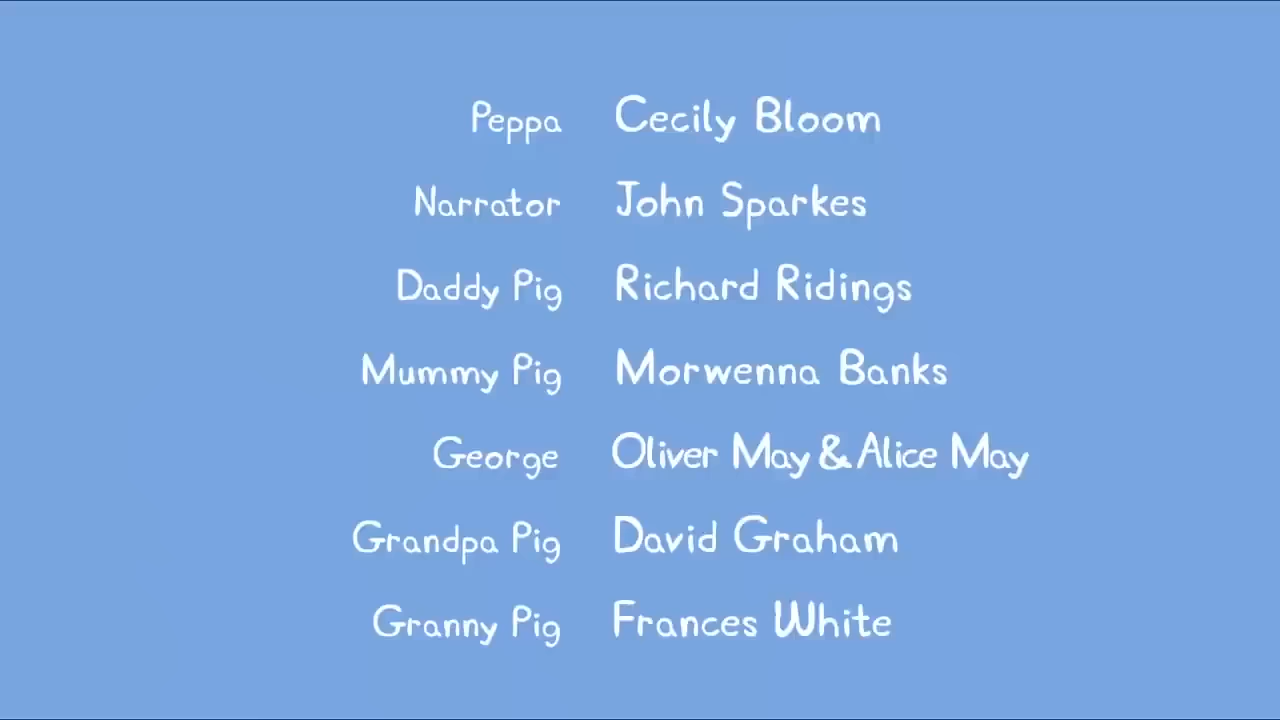 Peppa Cecily Bloom
Narrator John Sparkes
Daddy Pig Richard Ridings
Mummy Pig Morwenna Banks
George Oliver May & Alice May
Grandpa Pig David Graham
Granny Pig Frances White